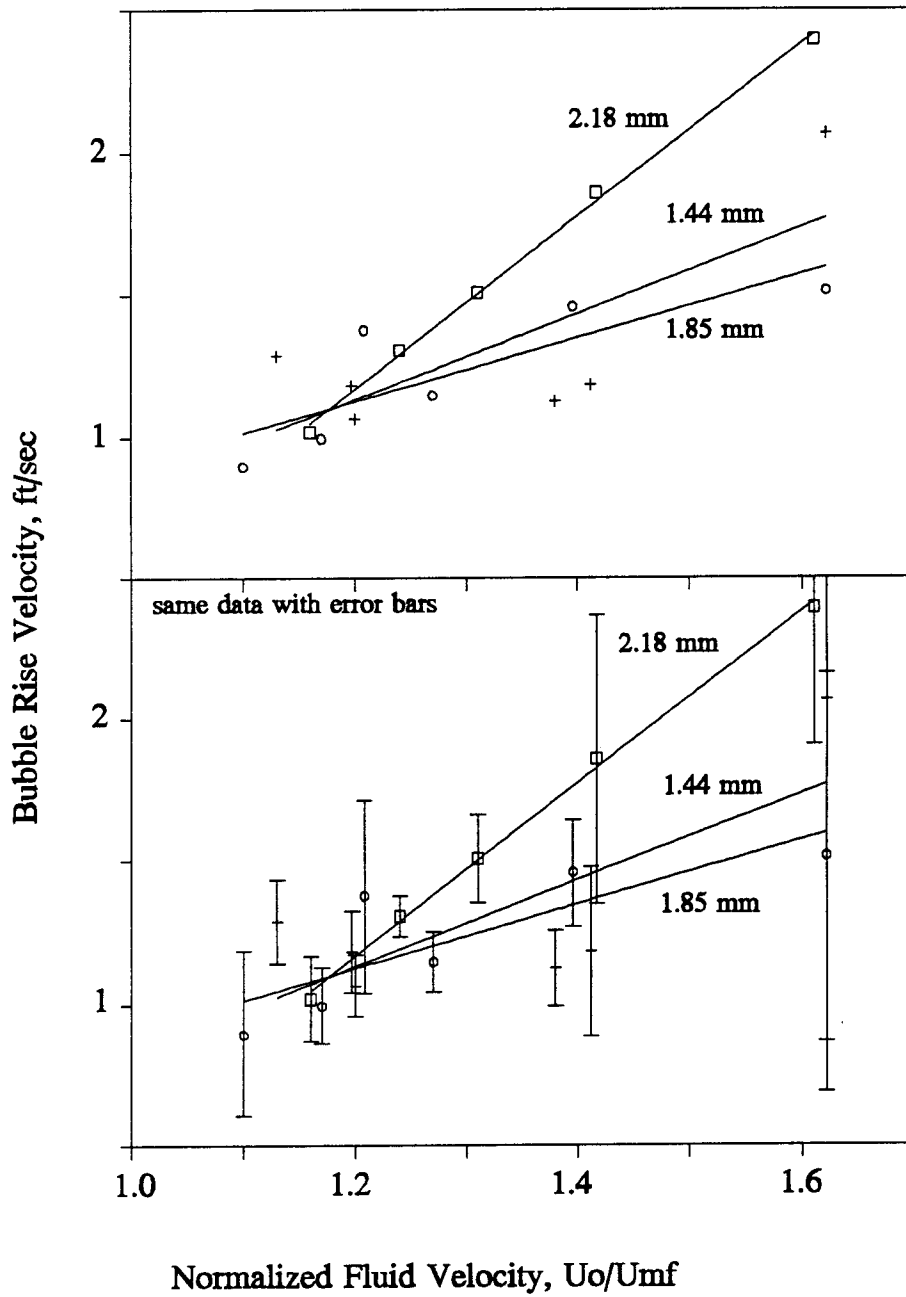 Bubble Rise Velocity, ft/sec
2
1
2.18 mm
1.44 mm
1.85 mm
same data with error bars
2
1
2.18 mm
1.44 mm
1.85 mm
1.0
1.2
1.4
1.6
Normalized Fluid Velocity, Uo/Umf